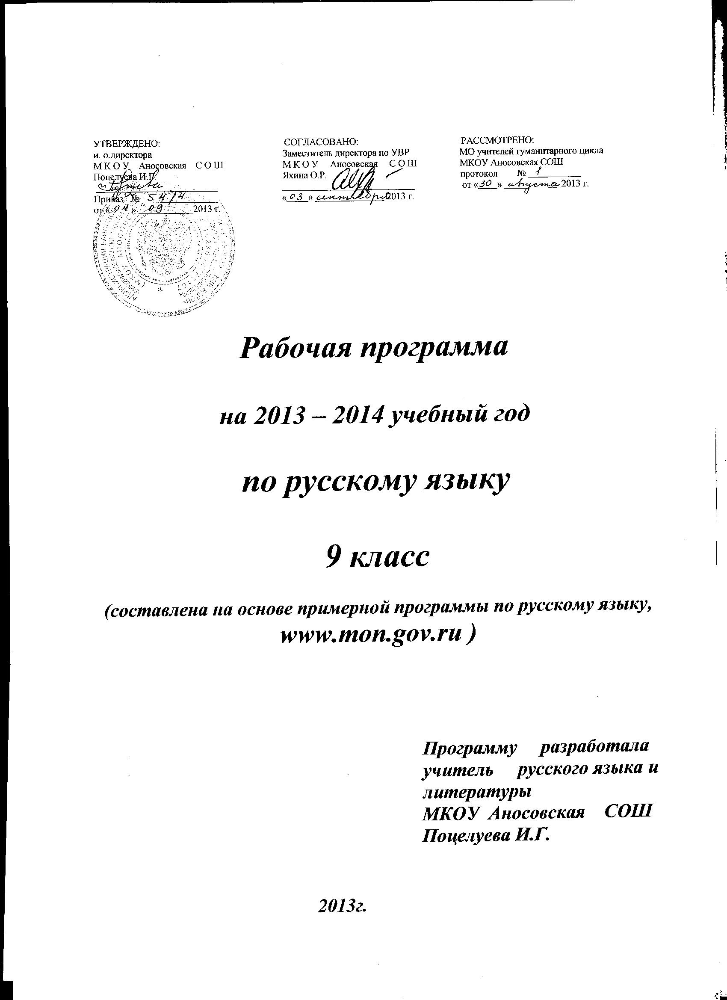 УТВЕРЖДЕНО:
и. о.директора
М К О У Аносовская С О Ш
Поцелуева И.Г.
Приказ № 54/4
от « 04 » 09 2013 г.
СОГЛАСОВАНО:
Заместитель директора по УВР
М К О У Аносовская С О Ш
Яхина О.Р.
« 03 » сентября 2013 г.
РАССМОТРЕНО:
МО учителей гуманитарного цикла
МКОУ Аносовская СОШ
протокол № 1
от « 30 » августа 2013 г.
Рабочая программа
на 2013 – 2014 учебный год
по русскому языку
9 класс
(составлена на основе примерной программы по русскому языку,
www.mon.gov.ru )
Программу разработала
учитель русского языка и
литературы
МКОУ Аносовская СОШ
Поцелуева И.Г.
2013г.